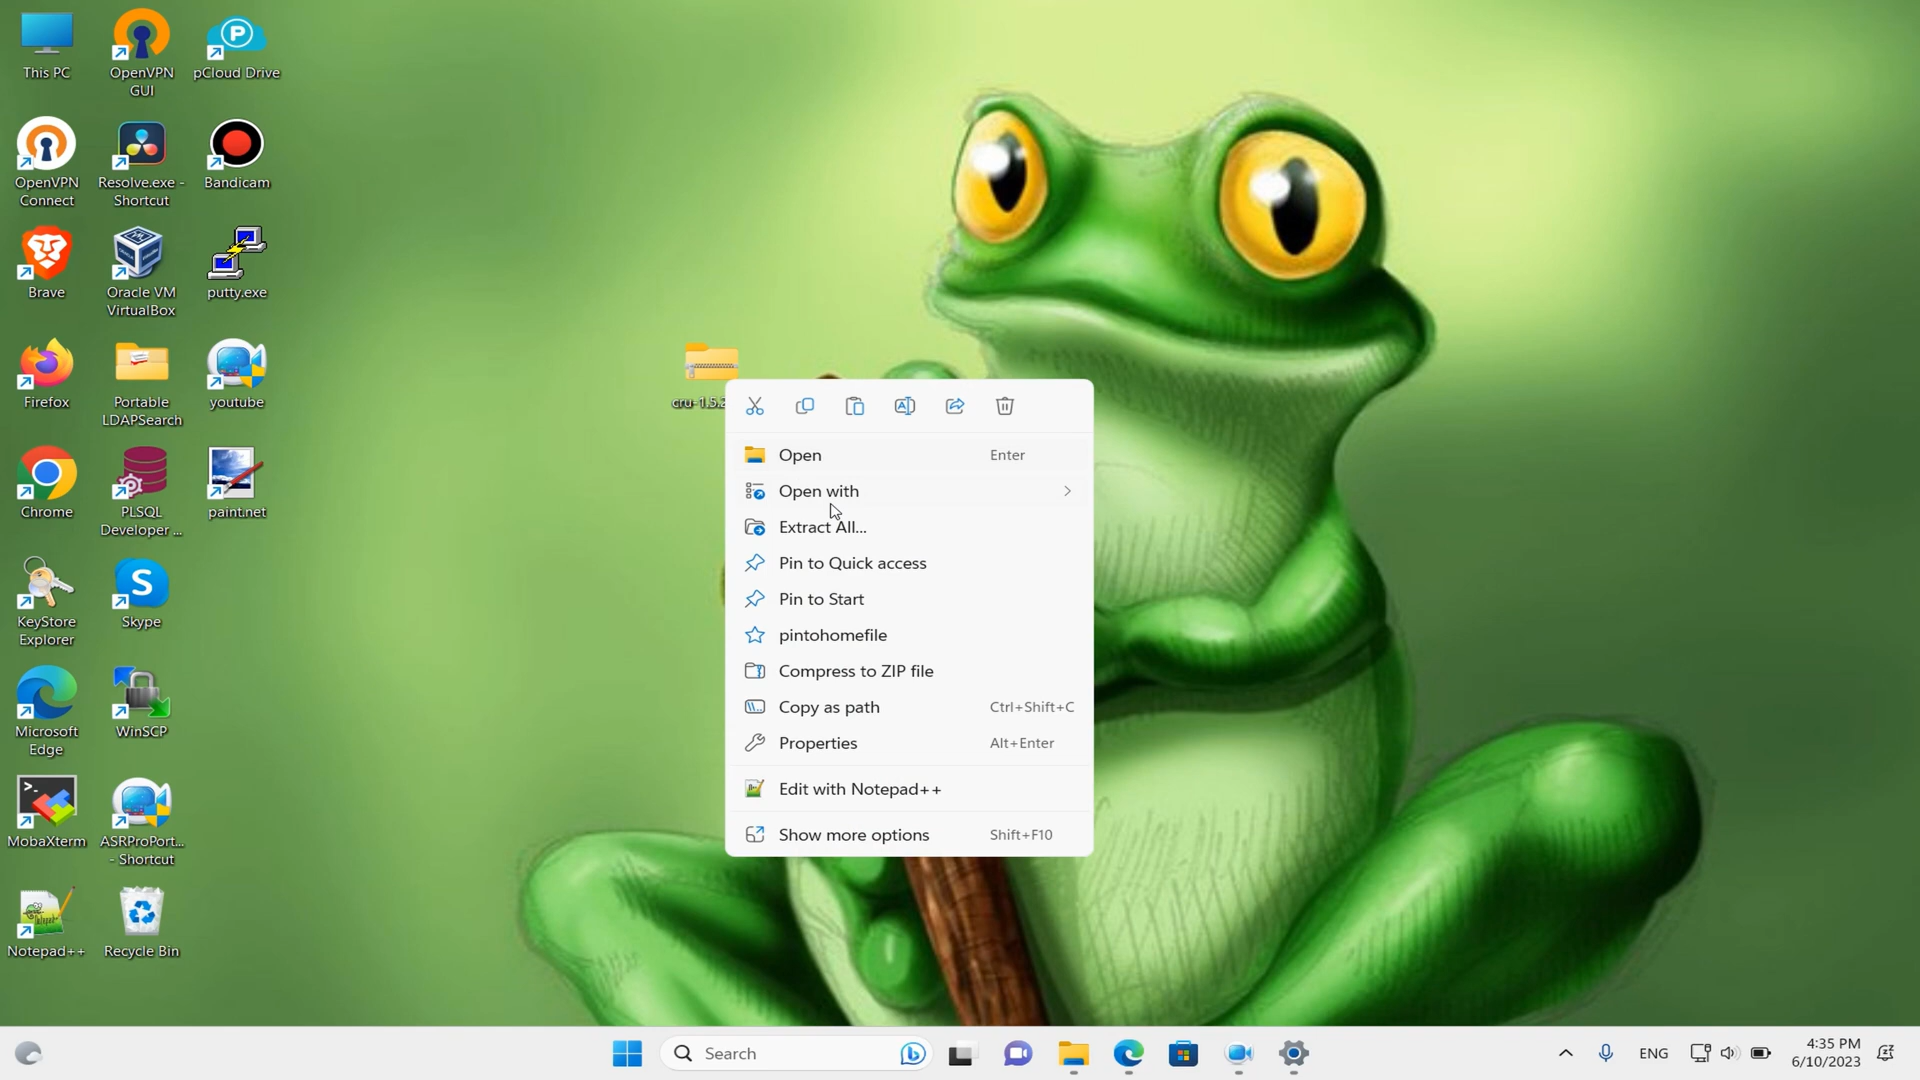 This PC
OpenVPN
GUI
pCloud Drive
OpenVPN
Connect
Resolve.exe -
Shortcut
Bandicam
Brave
Oracle VM
VirtualBox
putty.exe
Firefox
Portable
LDAPSearch
youtube
Chrome
PLSQL
Developer ...
paint.net
KeyStore
Explorer
Skype
Microsoft
Edge
WinSCP
MobaXterm
ASRProPort...
- Shortcut
Notepad++
Recycle Bin
cru-1.5.2
Open Enter
Open with
Extract All...
Pin to Quick access
Pin to Start
pintohomefile
Compress to ZIP file
Copy as path Ctrl+Shift+C
Properties Alt+Enter
Edit with Notepad++
Show more options Shift+F10
Search
ENG
4:35 PM
6/10/2023